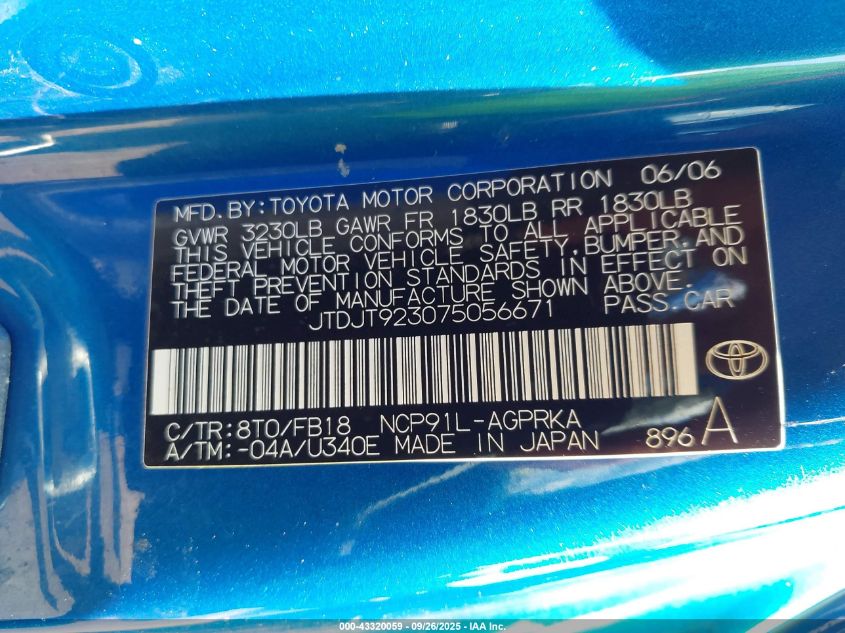 MFD.BY:TOYOTA MOTOR CORPORATION 06/06
GVWR 3230LB GAWR FR 1830LB RR 1830LB
THIS VEHICLE CONFORMS TO ALL APPLICABLE
FEDERAL MOTOR VEHICLE SAFETY,BUMPER,AND
THEFT PREVENTION STANDARDS IN EFFECT ON
THE DATE OF MANUFACTURE SHOWN ABOVE.
JTDJT923075056671 PASS.CAR
C/TR:8T0/FB18 NCP91L-AGPRKA
A/TM:-04A/U340E MADE IN JAPAN 896 A
000-43320059 - 09/26/2025 - IAA Inc.